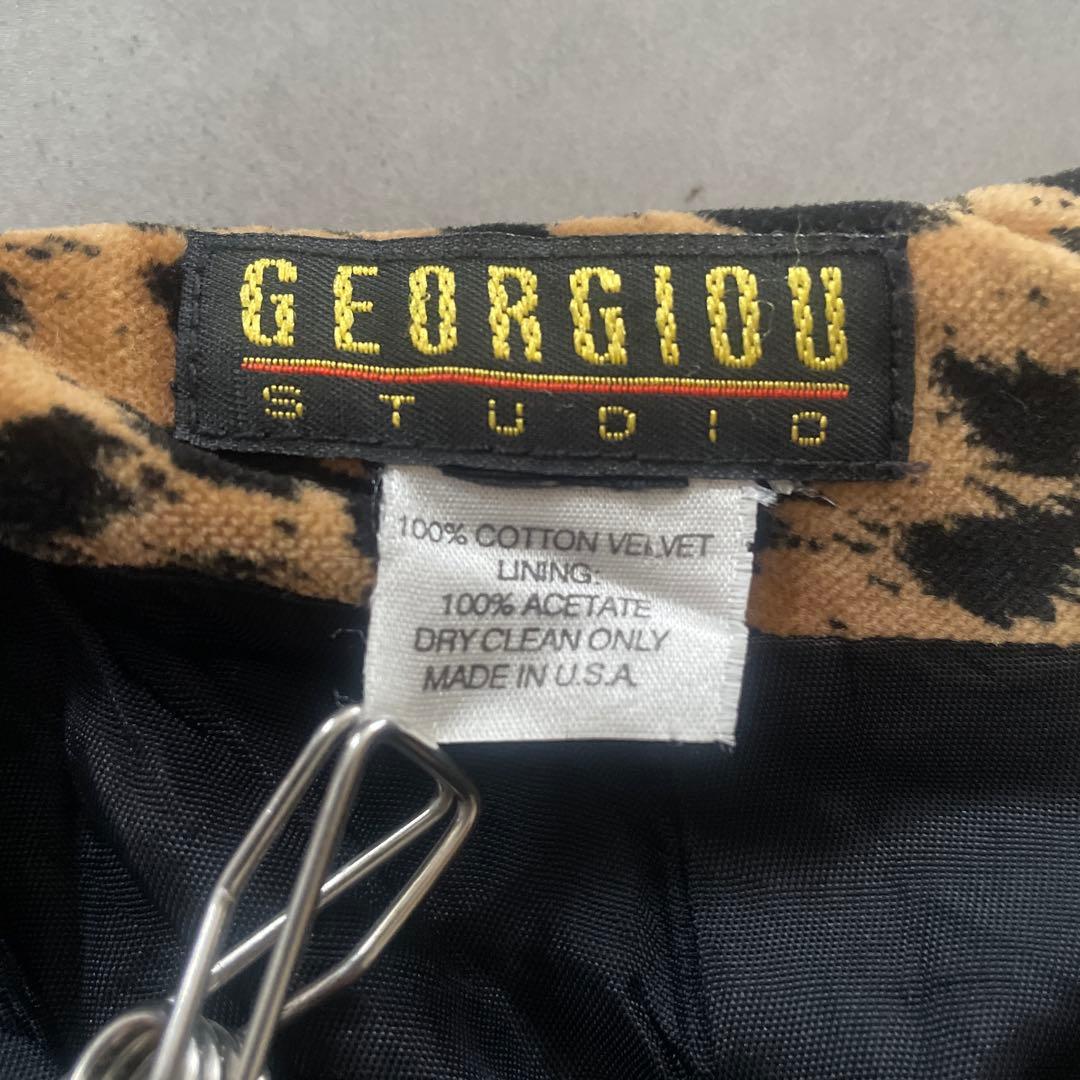 GEORGIOU
STUDIO
100% COTTON VELVET
LINING:
100% ACETATE
DRY CLEAN ONLY
MADE IN U.S.A.